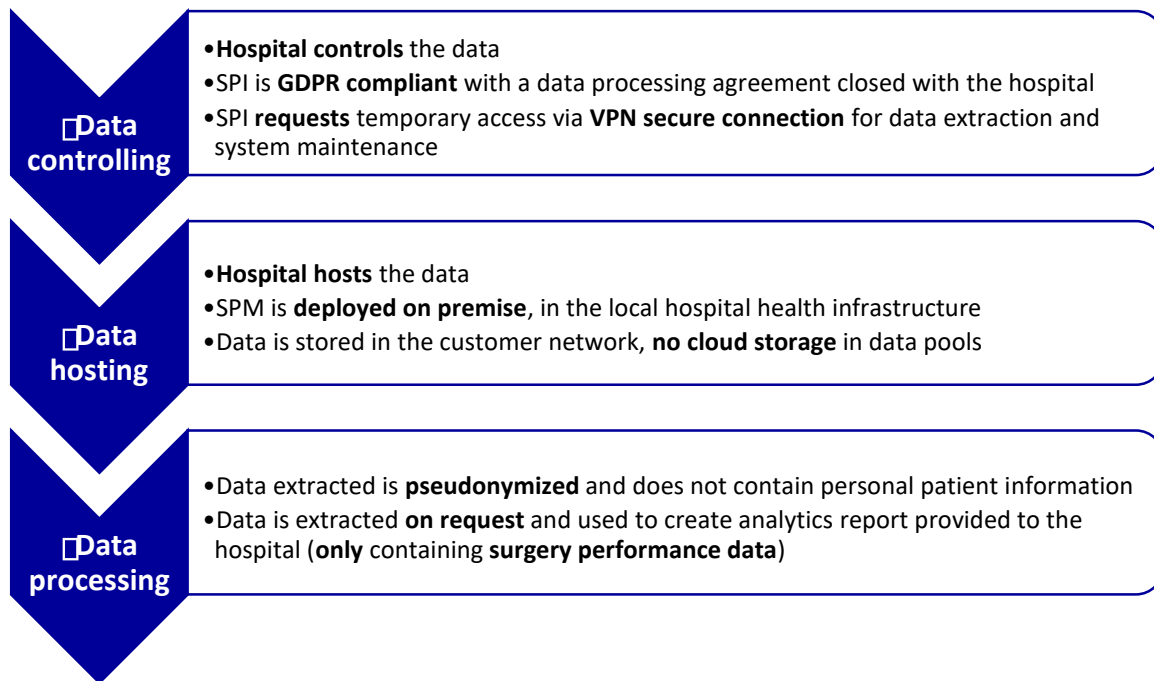 Data
controlling
•Hospital controls the data
•SPI is GDPR compliant with a data processing agreement closed with the hospital
•SPI requests temporary access via VPN secure connection for data extraction and
system maintenance
Data
hosting
•Hospital hosts the data
•SPM is deployed on premise, in the local hospital health infrastructure
•Data is stored in the customer network, no cloud storage in data pools
Data
processing
•Data extracted is pseudonymized and does not contain personal patient information
•Data is extracted on request and used to create analytics report provided to the
hospital (only containing surgery performance data)